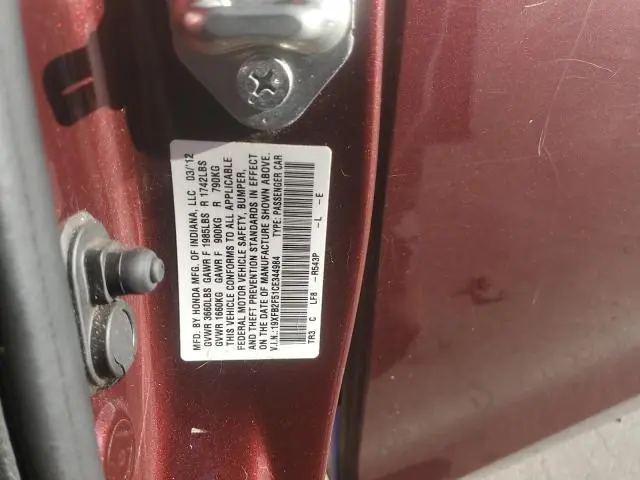 MFD. BY HONDA MFG. OF INDIANA, LLC 03/'12
GVWR 3660LBS GAWR F 1985LBS R 1742LBS
GVWR 1660KG GAWR F 900KG R 790KG
THIS VEHICLE CONFORMS TO ALL APPLICABLE
FEDERAL MOTOR VEHICLE SAFETY, BUMPER,
AND THEFT PREVENTION STANDARDS IN EFFECT
ON THE DATE OF MANUFACTURE SHOWN ABOVE.
V.I.N.:19XFB2F51CE344984 TYPE: PASSENGER CAR
TR3 C LF8 -R543P -L -E